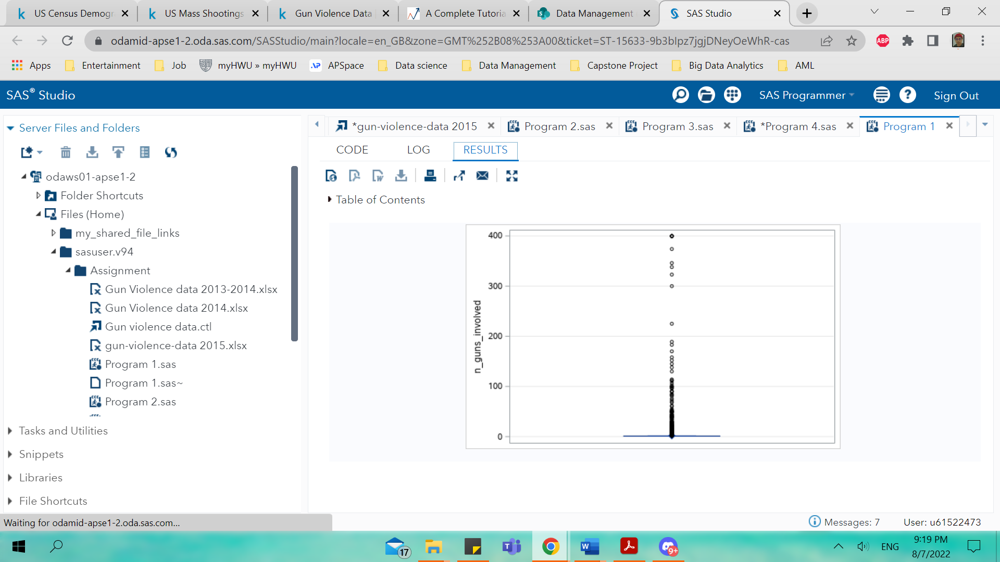 US Census Demogr
US Mass Shootings
Gun Violence Data
A Complete Tutoria
Data Management
SAS Studio
odamid-apse1-2.oda.sas.com/SASStudio/main?locale=en_GB&zone=GMT%252B08%253A00&ticket=ST-15633-9b3bIpz7jgjDNeyOeWhR-cas
ABP
Apps
Entertainment
Job
myHWU » myHWU
APSpace
Data science
Data Management
Capstone Project
Big Data Analytics
AML
SAS® Studio
SAS Programmer
Sign Out
Server Files and Folders
odaws01-apse1-2
Folder Shortcuts
Files (Home)
my_shared_file_links
sasuser.v94
Assignment
Gun Violence data 2013-2014.xlsx
Gun Violence data 2014.xlsx
Gun violence data.ctl
gun-violence-data 2015.xlsx
Program 1.sas
Program 1.sas~
Program 2.sas
Tasks and Utilities
Snippets
Libraries
File Shortcuts
*gun-violence-data 2015
Program 2.sas
Program 3.sas
*Program 4.sas
Program 1
CODE
LOG
RESULTS
Table of Contents
400
300
200
100
0
n_guns_involved
Waiting for odamid-apse1-2.oda.sas.com...
Messages: 7
User: u61522473
17
9+
ENG
9:19 PM
8/7/2022